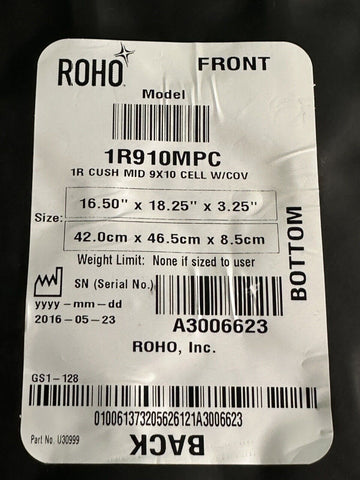 ROHO FRONT
Model
1R910MPC
1R CUSH MID 9X10 CELL W/COV
Size:
16.50" x 18.25" x 3.25"
42.0cm x 46.5cm x 8.5cm
Weight Limit: None if sized to user
SN (Serial No.)
yyyy-mm-dd
2016-05-23
A3006623
BOTTOM
ROHO, Inc.
GS1-128
010061373205626121A3006623
Part No. U30999
BACK